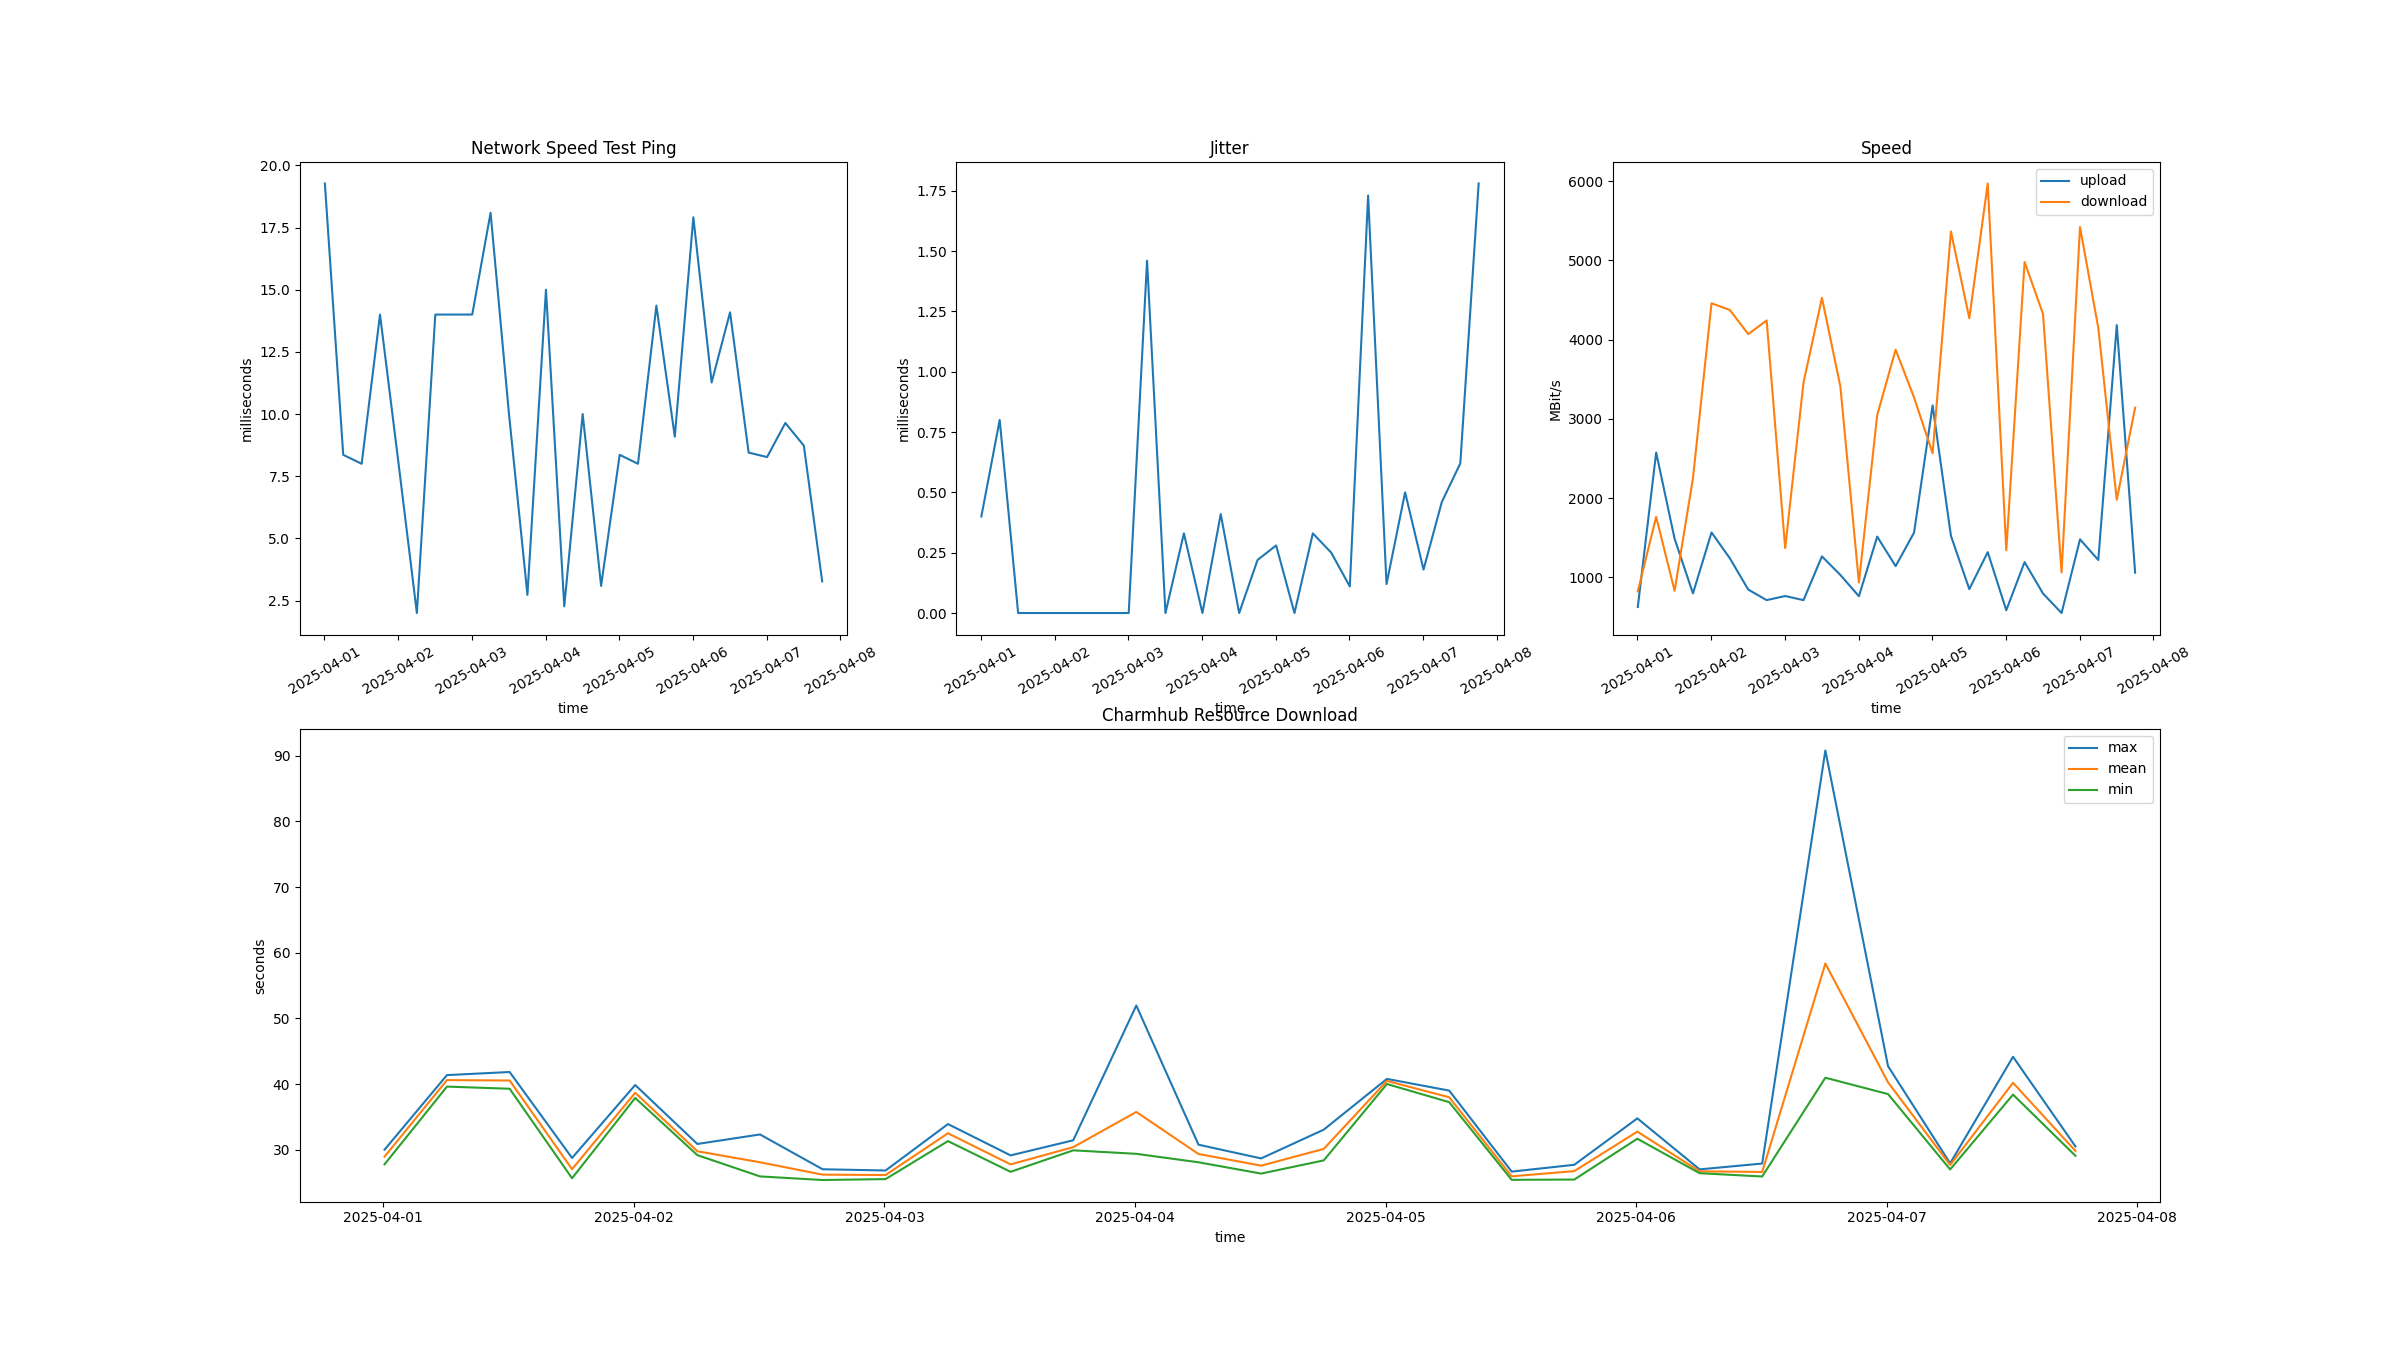 Network Speed Test Ping
20.0
17.5
15.0
12.5
10.0
7.5
5.0
2.5
milliseconds
2025-04-01 2025-04-02 2025-04-03 2025-04-04 2025-04-05 2025-04-06 2025-04-07 2025-04-08
time
Jitter
1.75
1.50
1.25
1.00
0.75
0.50
0.25
0.00
milliseconds
2025-04-01 2025-04-02 2025-04-03 2025-04-04 2025-04-05 2025-04-06 2025-04-07 2025-04-08
time
Speed
6000
5000
4000
3000
2000
1000
MBit/s
upload
download
2025-04-01 2025-04-02 2025-04-03 2025-04-04 2025-04-05 2025-04-06 2025-04-07 2025-04-08
time
Charmhub Resource Download
90
80
70
60
50
40
30
seconds
max
mean
min
2025-04-01 2025-04-02 2025-04-03 2025-04-04 2025-04-05 2025-04-06 2025-04-07 2025-04-08
time